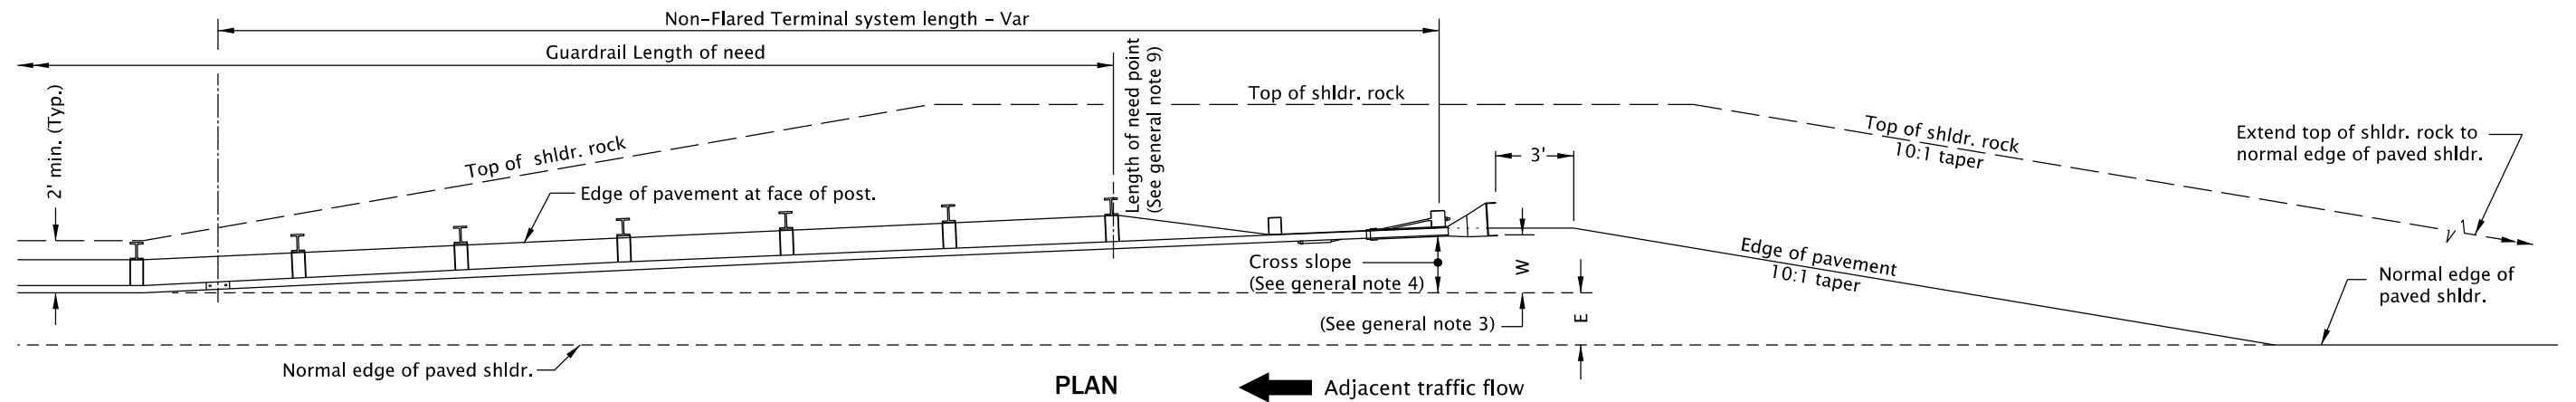 Non-Flared Terminal system length - Var
Guardrail Length of need
Length of need point
(See general note 9)
2' min. (Typ.)
Top of shldr. rock
Top of shldr. rock
Edge of pavement at face of post.
3'
Top of shldr. rock
10:1 taper
Extend top of shldr. rock to
normal edge of paved shldr.
Cross slope
(See general note 4)
W
Edge of pavement
10:1 taper
Normal edge of
paved shldr.
(See general note 3)
E
Normal edge of paved shldr.
PLAN
Adjacent traffic flow